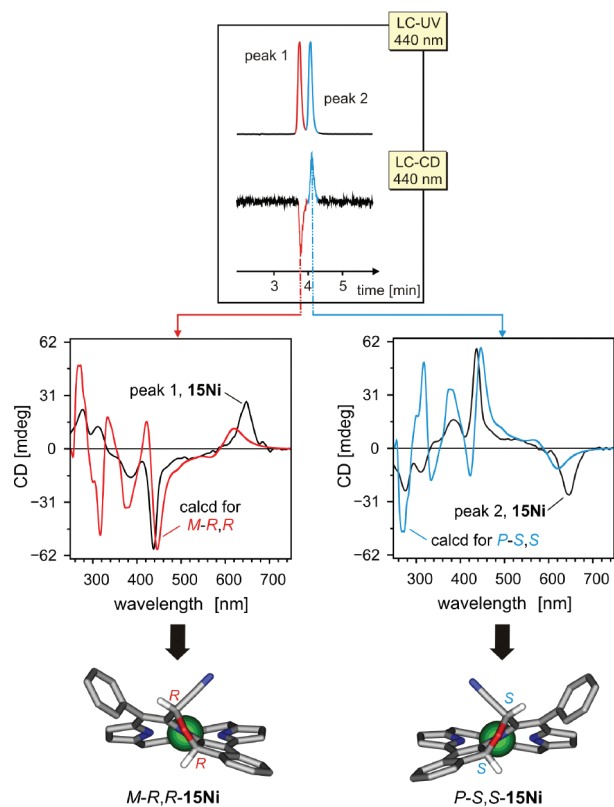 LC-UV
440 nm
peak 1
peak 2
LC-CD
440 nm
3 4 5 time [min]
62
31
0
−31
−62
CD [mdeg]
peak 1, 15Ni
calcd for
M-R,R
300 400 500 600 700
wavelength [nm]
62
31
0
−31
−62
CD [mdeg]
peak 2, 15Ni
calcd for P-S,S
300 400 500 600 700
wavelength [nm]
R
R
M-R,R-15Ni
S
S
P-S,S-15Ni